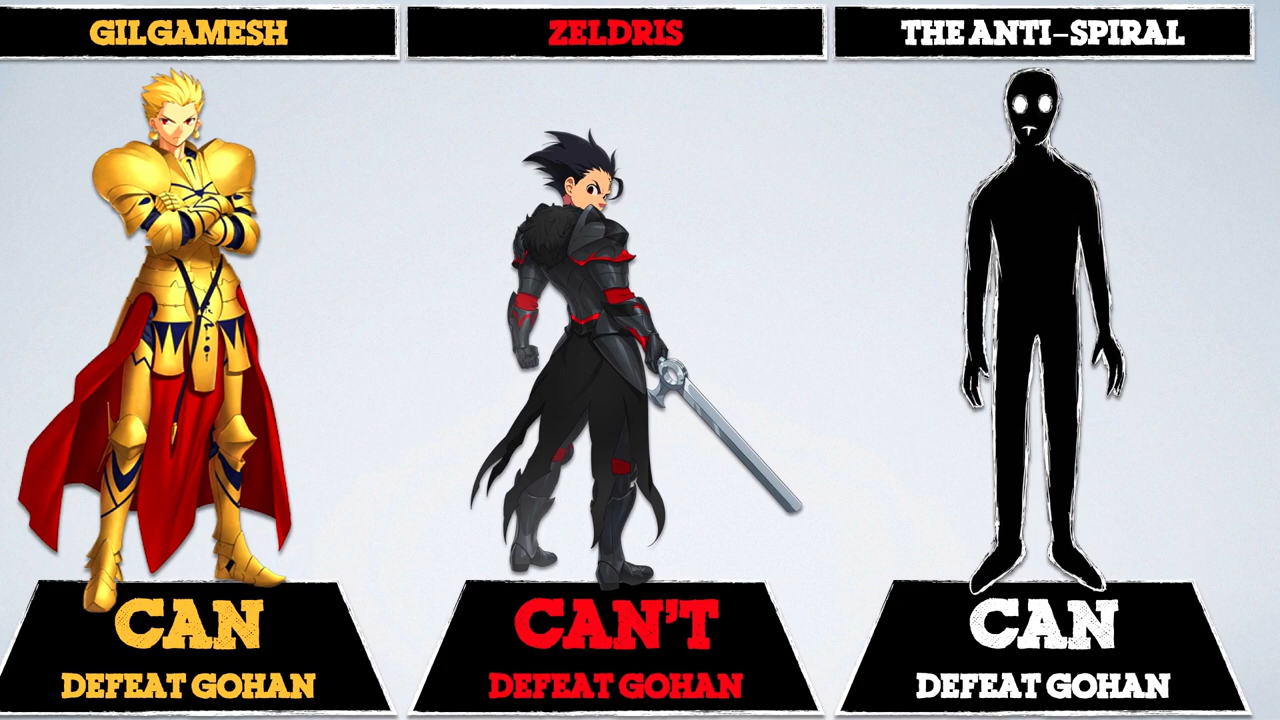 GILGAMESH
ZELDRIS
THE ANTI-SPIRAL
CAN
DEFEAT GOHAN
CAN'T
DEFEAT GOHAN
CAN
DEFEAT GOHAN